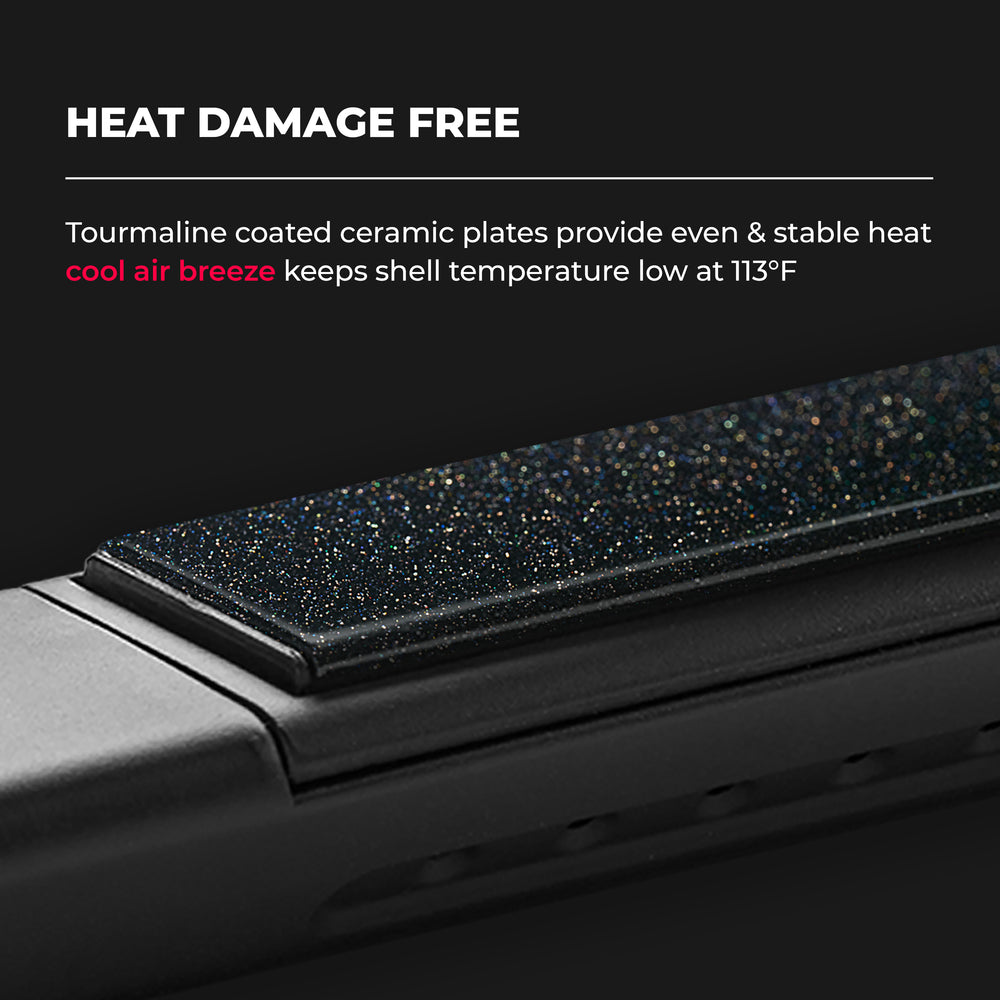 HEAT DAMAGE FREE
Tourmaline coated ceramic plates provide even & stable heat
cool air breeze keeps shell temperature low at 113°F